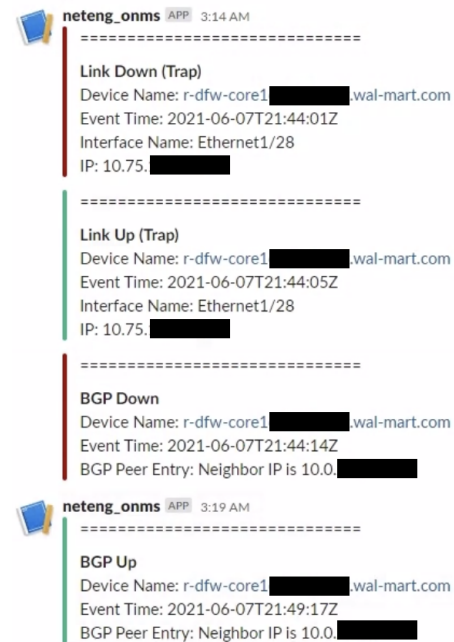 neteng_onms APP 3:14 AM
==============================
Link Down (Trap)
Device Name: r-dfw-core1 .wal-mart.com
Event Time: 2021-06-07T21:44:01Z
Interface Name: Ethernet1/28
IP: 10.75.
==============================
Link Up (Trap)
Device Name: r-dfw-core1 .wal-mart.com
Event Time: 2021-06-07T21:44:05Z
Interface Name: Ethernet1/28
IP: 10.75.
==============================
BGP Down
Device Name: r-dfw-core1 .wal-mart.com
Event Time: 2021-06-07T21:44:14Z
BGP Peer Entry: Neighbor IP is 10.0.
neteng_onms APP 3:19 AM
==============================
BGP Up
Device Name: r-dfw-core1 .wal-mart.com
Event Time: 2021-06-07T21:49:17Z
BGP Peer Entry: Neighbor IP is 10.0.